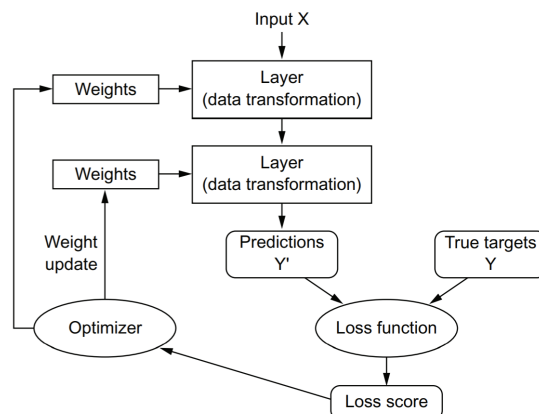 Input X
Weights
Layer
(data transformation)
Weights
Layer
(data transformation)
Weight
update
Predictions
Y'
True targets
Y
Optimizer
Loss function
Loss score